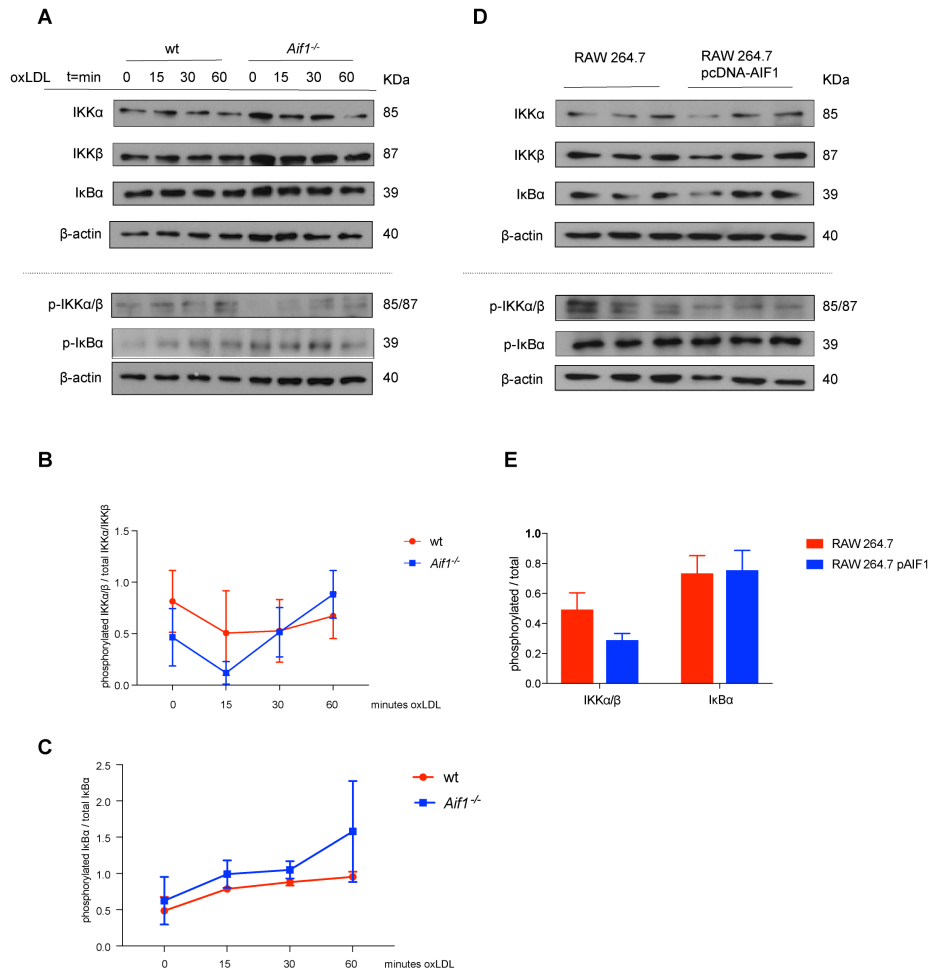 A
wt Aif1-/-
oxLDL t=min 0 15 30 60 0 15 30 60 KDa
IKKα 85
IKKβ 87
IκBα 39
β-actin 40
p-IKKα/β 85/87
p-IκBα 39
β-actin 40
D
RAW 264.7 RAW 264.7
pcDNA-AIF1 KDa
IKKα 85
IKKβ 87
IκBα 39
β-actin 40
p-IKKα/β 85/87
p-IκBα 39
β-actin 40
B
phosphorylated IKKα/β / total IKKα/IKKβ
1.5
1.0
0.5
0.0
0 15 30 60 minutes oxLDL
wt
Aif1-/-
E
phosphorylated / total
1.0
0.8
0.6
0.4
0.2
0.0
IKKα/β IκBα
RAW 264.7
RAW 264.7 pAIF1
C
phosphorylated IκBα / total IκBα
2.5
2.0
1.5
1.0
0.5
0.0
0 15 30 60 minutes oxLDL
wt
Aif1-/-